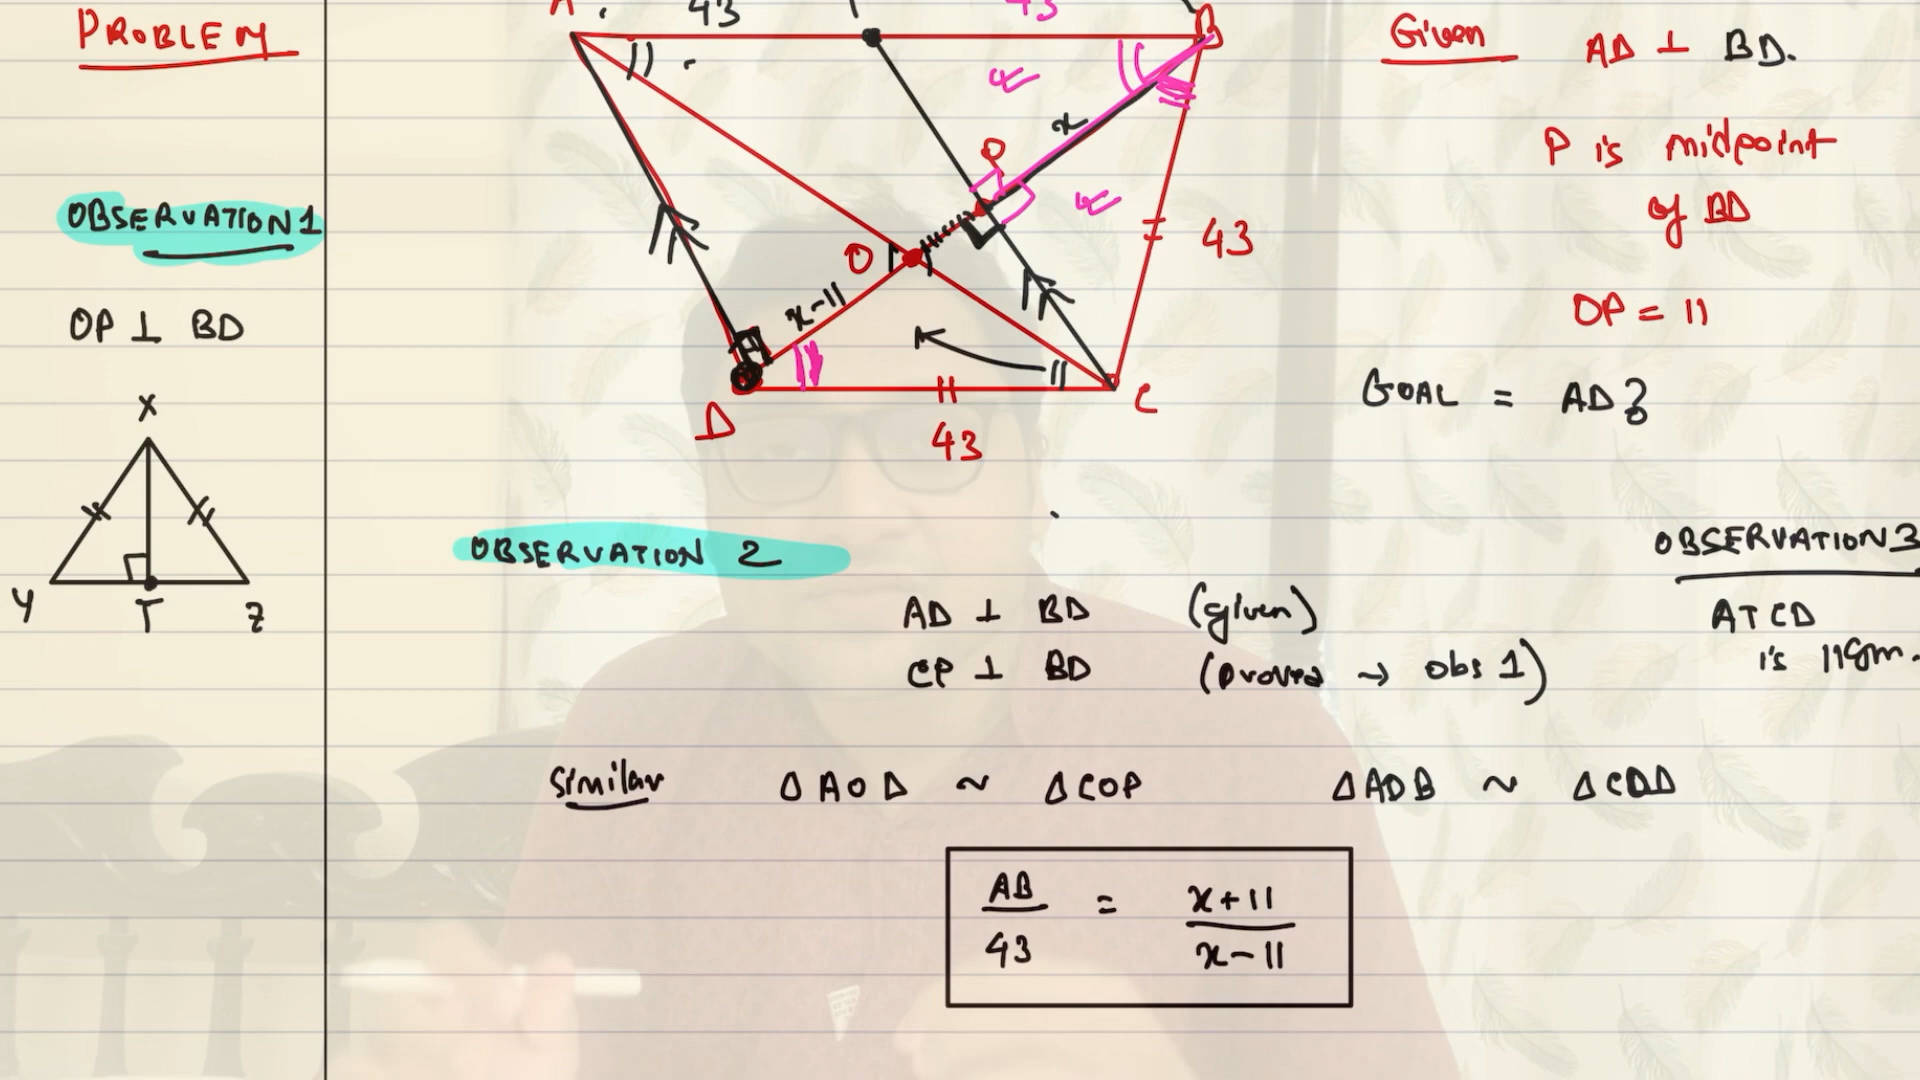 PROBLEM
A
43
43
B
Given
AD ⊥ BD.
P is midpoint
of BD
OP = 11
GOAL = AD?
x
P
O
x-11
43
D
43
C
OBSERVATION 1
OP ⊥ BD
X
Y
T
Z
OBSERVATION 2
AD ⊥ BD (given)
CP ⊥ BD (proved → obs 1)
OBSERVATION 3
ATCD
is ||gm.
Similar
Δ AOD ~ Δ COP
Δ AOB ~ Δ COD
AB/43 = x+11/x-11